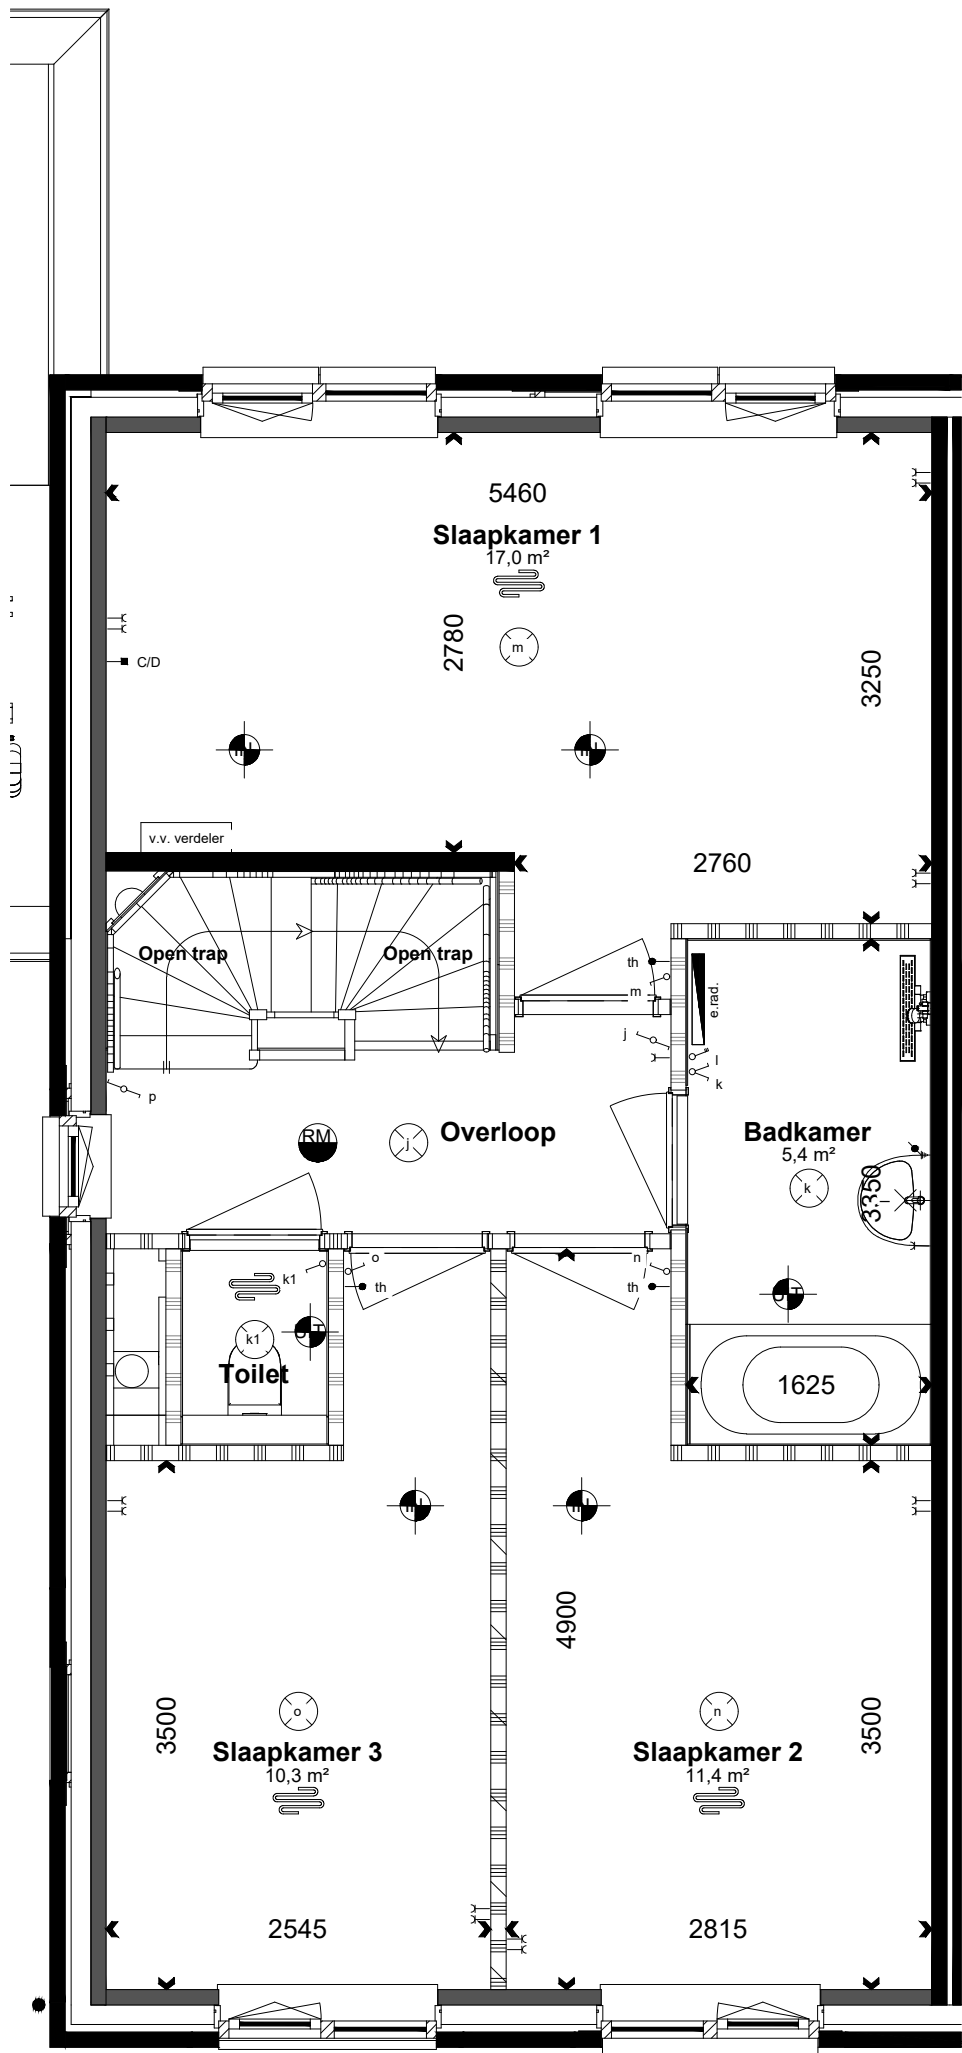 5460
Slaapkamer 1
17,0 m²
2780
m
3250
C/D
v.v. verdeler
2760
Open trap
Open trap
th
m
e.rad.
j
l
k
p
RM
j
Overloop
Badkamer
5,4 m²
k
3350
k1
o
th
n
th
k1
Toilet
1625
4900
3500
3500
o
n
Slaapkamer 3
10,3 m²
Slaapkamer 2
11,4 m²
2545
2815